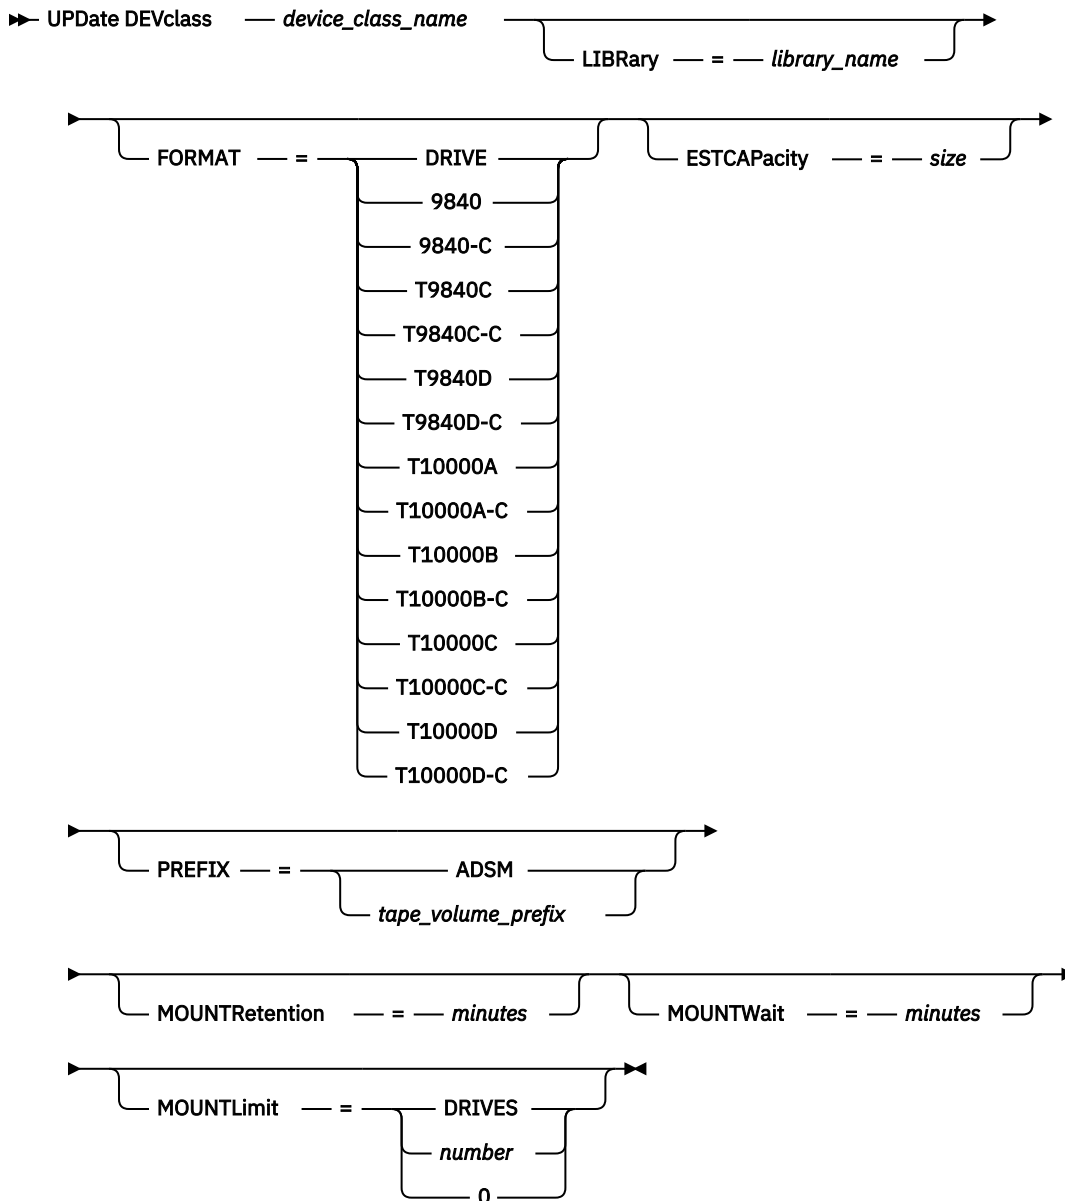 UPDate DEVclass device_class_name
LIBRary = library_name
FORMAT = DRIVE
9840
9840-C
T9840C
T9840C-C
T9840D
T9840D-C
T10000A
T10000A-C
T10000B
T10000B-C
T10000C
T10000C-C
T10000D
T10000D-C
ESTCAPacity = size
PREFIX = ADSM
tape_volume_prefix
MOUNTRetention = minutes
MOUNTWait = minutes
MOUNTLimit = DRIVES
number
0